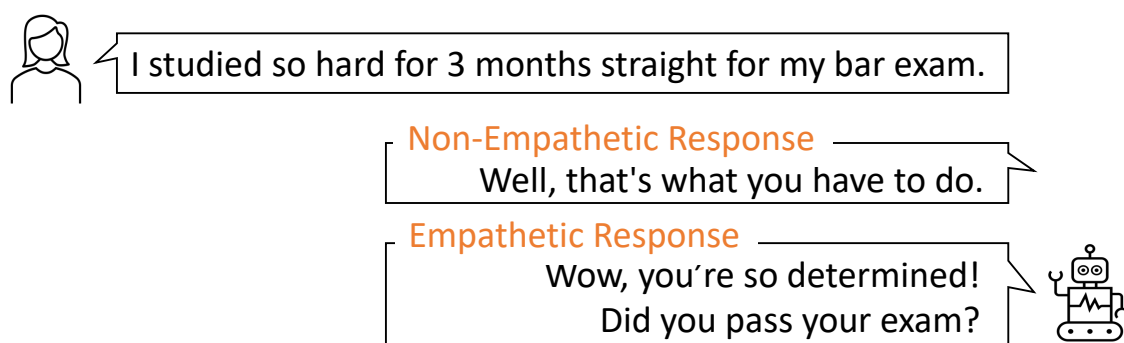 I studied so hard for 3 months straight for my bar exam.
Non-Empathetic Response
Well, that's what you have to do.
Empathetic Response
Wow, you’re so determined!
Did you pass your exam?